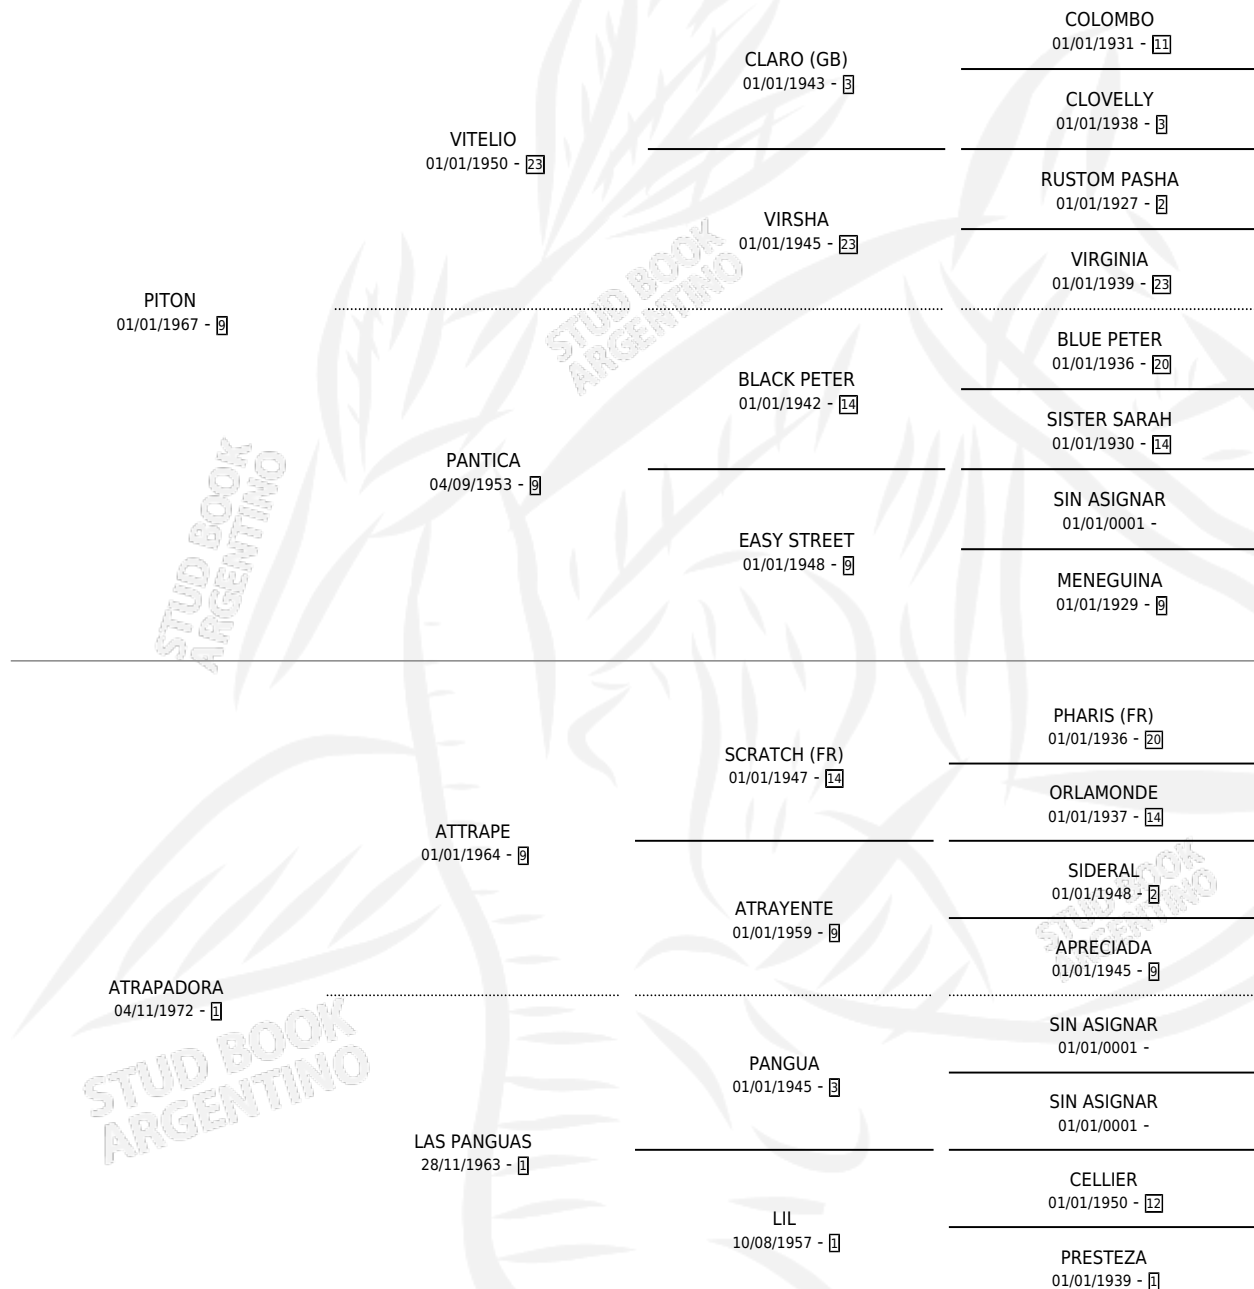 COLOMBO
01/01/1931 - 11
CLARO (GB)
01/01/1943 - 3
CLOVELLY
01/01/1938 - 3
VITELIO
01/01/1950 - 23
RUSTOM PASHA
01/01/1927 - 2
VIRSHA
01/01/1945 - 23
VIRGINIA
01/01/1939 - 23
PITON
01/01/1967 - 9
BLUE PETER
01/01/1936 - 20
BLACK PETER
01/01/1942 - 14
SISTER SARAH
01/01/1930 - 14
PANTICA
04/09/1953 - 9
SIN ASIGNAR
01/01/0001 -
EASY STREET
01/01/1948 - 9
MENEGUINA
01/01/1929 - 9
PHARIS (FR)
01/01/1936 - 20
SCRATCH (FR)
01/01/1947 - 14
ORLAMONDE
01/01/1937 - 14
ATTRAPE
01/01/1964 - 9
SIDERAL
01/01/1948 - 2
ATRAYENTE
01/01/1959 - 9
APRECIADA
01/01/1945 - 9
ATRAPADORA
04/11/1972 - 1
SIN ASIGNAR
01/01/0001 -
PANGUA
01/01/1945 - 3
SIN ASIGNAR
01/01/0001 -
LAS PANGUAS
28/11/1963 - 1
CELLIER
01/01/1950 - 12
LIL
10/08/1957 - 1
PRESTEZA
01/01/1939 - 1
STUD BOOK
ARGENTINO
STUD BOOK
ARGENTINO
STUD BOOK
ARGENTINO
STUD BOOK
ARGENTINO